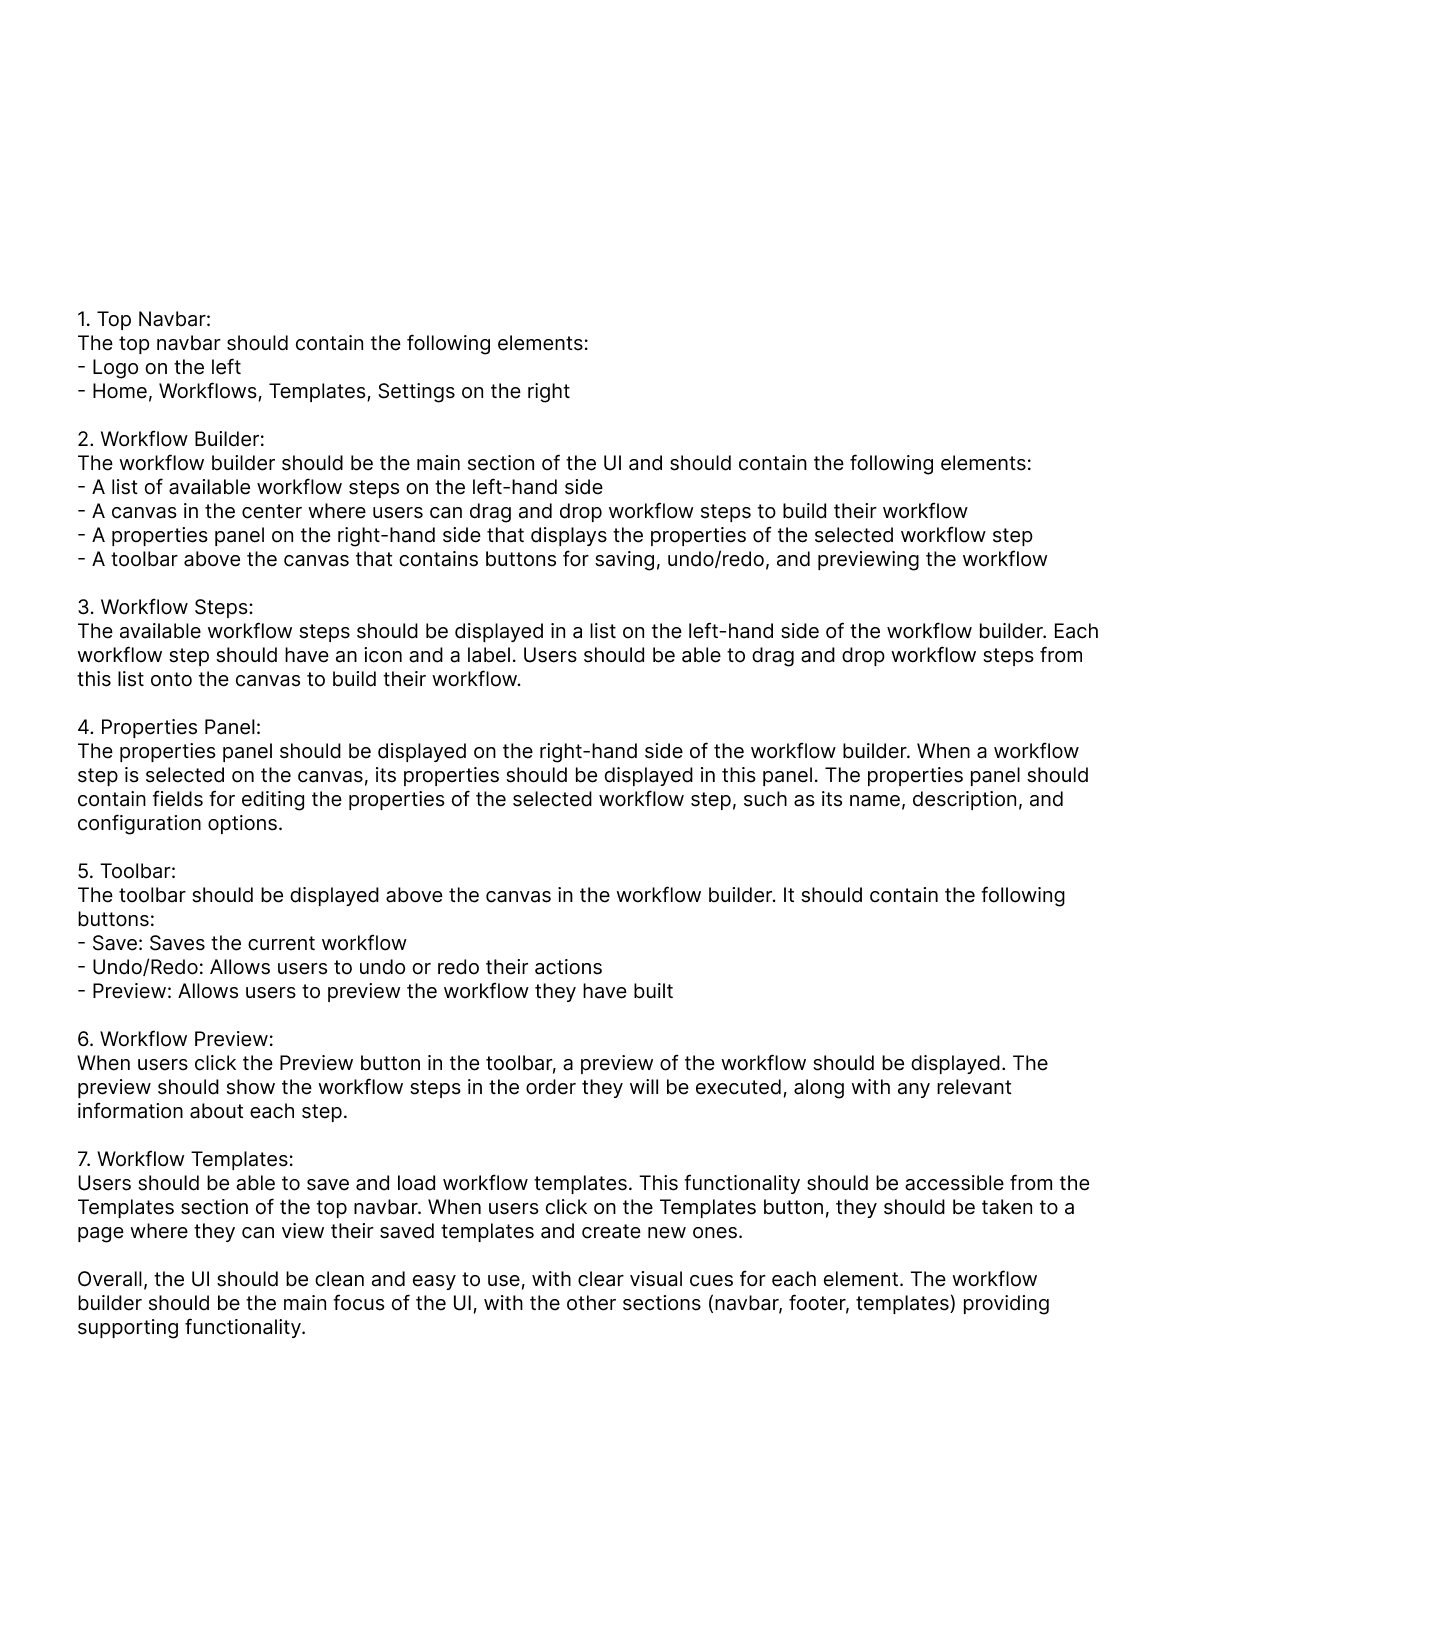 1. Top Navbar:
The top navbar should contain the following elements:
- Logo on the left
- Home, Workflows, Templates, Settings on the right
2. Workflow Builder:
The workflow builder should be the main section of the UI and should contain the following elements:
- A list of available workflow steps on the left-hand side
- A canvas in the center where users can drag and drop workflow steps to build their workflow
- A properties panel on the right-hand side that displays the properties of the selected workflow step
- A toolbar above the canvas that contains buttons for saving, undo/redo, and previewing the workflow
3. Workflow Steps:
The available workflow steps should be displayed in a list on the left-hand side of the workflow builder. Each
workflow step should have an icon and a label. Users should be able to drag and drop workflow steps from
this list onto the canvas to build their workflow.
4. Properties Panel:
The properties panel should be displayed on the right-hand side of the workflow builder. When a workflow
step is selected on the canvas, its properties should be displayed in this panel. The properties panel should
contain fields for editing the properties of the selected workflow step, such as its name, description, and
configuration options.
5. Toolbar:
The toolbar should be displayed above the canvas in the workflow builder. It should contain the following
buttons:
- Save: Saves the current workflow
- Undo/Redo: Allows users to undo or redo their actions
- Preview: Allows users to preview the workflow they have built
6. Workflow Preview:
When users click the Preview button in the toolbar, a preview of the workflow should be displayed. The
preview should show the workflow steps in the order they will be executed, along with any relevant
information about each step.
7. Workflow Templates:
Users should be able to save and load workflow templates. This functionality should be accessible from the
Templates section of the top navbar. When users click on the Templates button, they should be taken to a
page where they can view their saved templates and create new ones.
Overall, the UI should be clean and easy to use, with clear visual cues for each element. The workflow
builder should be the main focus of the UI, with the other sections (navbar, footer, templates) providing
supporting functionality.